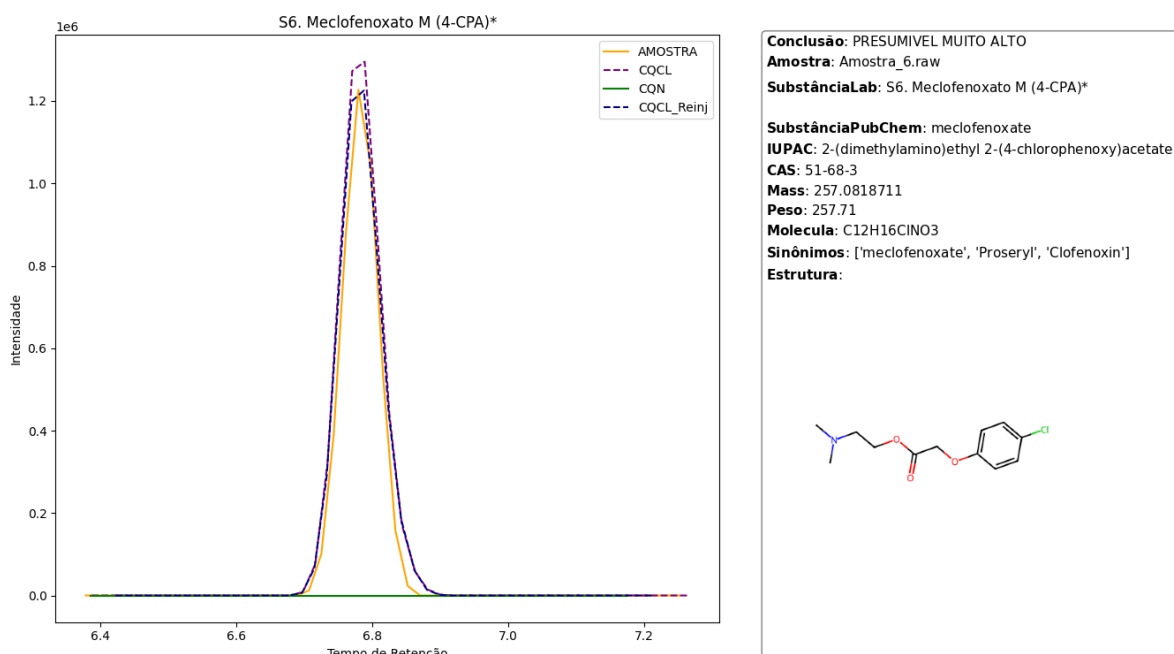 S6. Meclofenoxato M (4-CPA)*
1e6
AMOSTRA
CQCL
CQN
CQCL_Reinj
1.2
1.0
0.8
0.6
0.4
0.2
0.0
Intensidade
6.4
6.6
6.8
7.0
7.2
Tempo de Retenção
Conclusão: PRESUMIVEL MUITO ALTO
Amostra: Amostra_6.raw
SubstânciaLab: S6. Meclofenoxato M (4-CPA)*
SubstânciaPubChem: meclofenoxate
IUPAC: 2-(dimethylamino)ethyl 2-(4-chlorophenoxy)acetate
CAS: 51-68-3
Mass: 257.0818711
Peso: 257.71
Molecula: C12H16ClNO3
Sinônimos: ['meclofenoxate', 'Proseryl', 'Clofenoxin']
Estrutura:
N
O
O
O
Cl